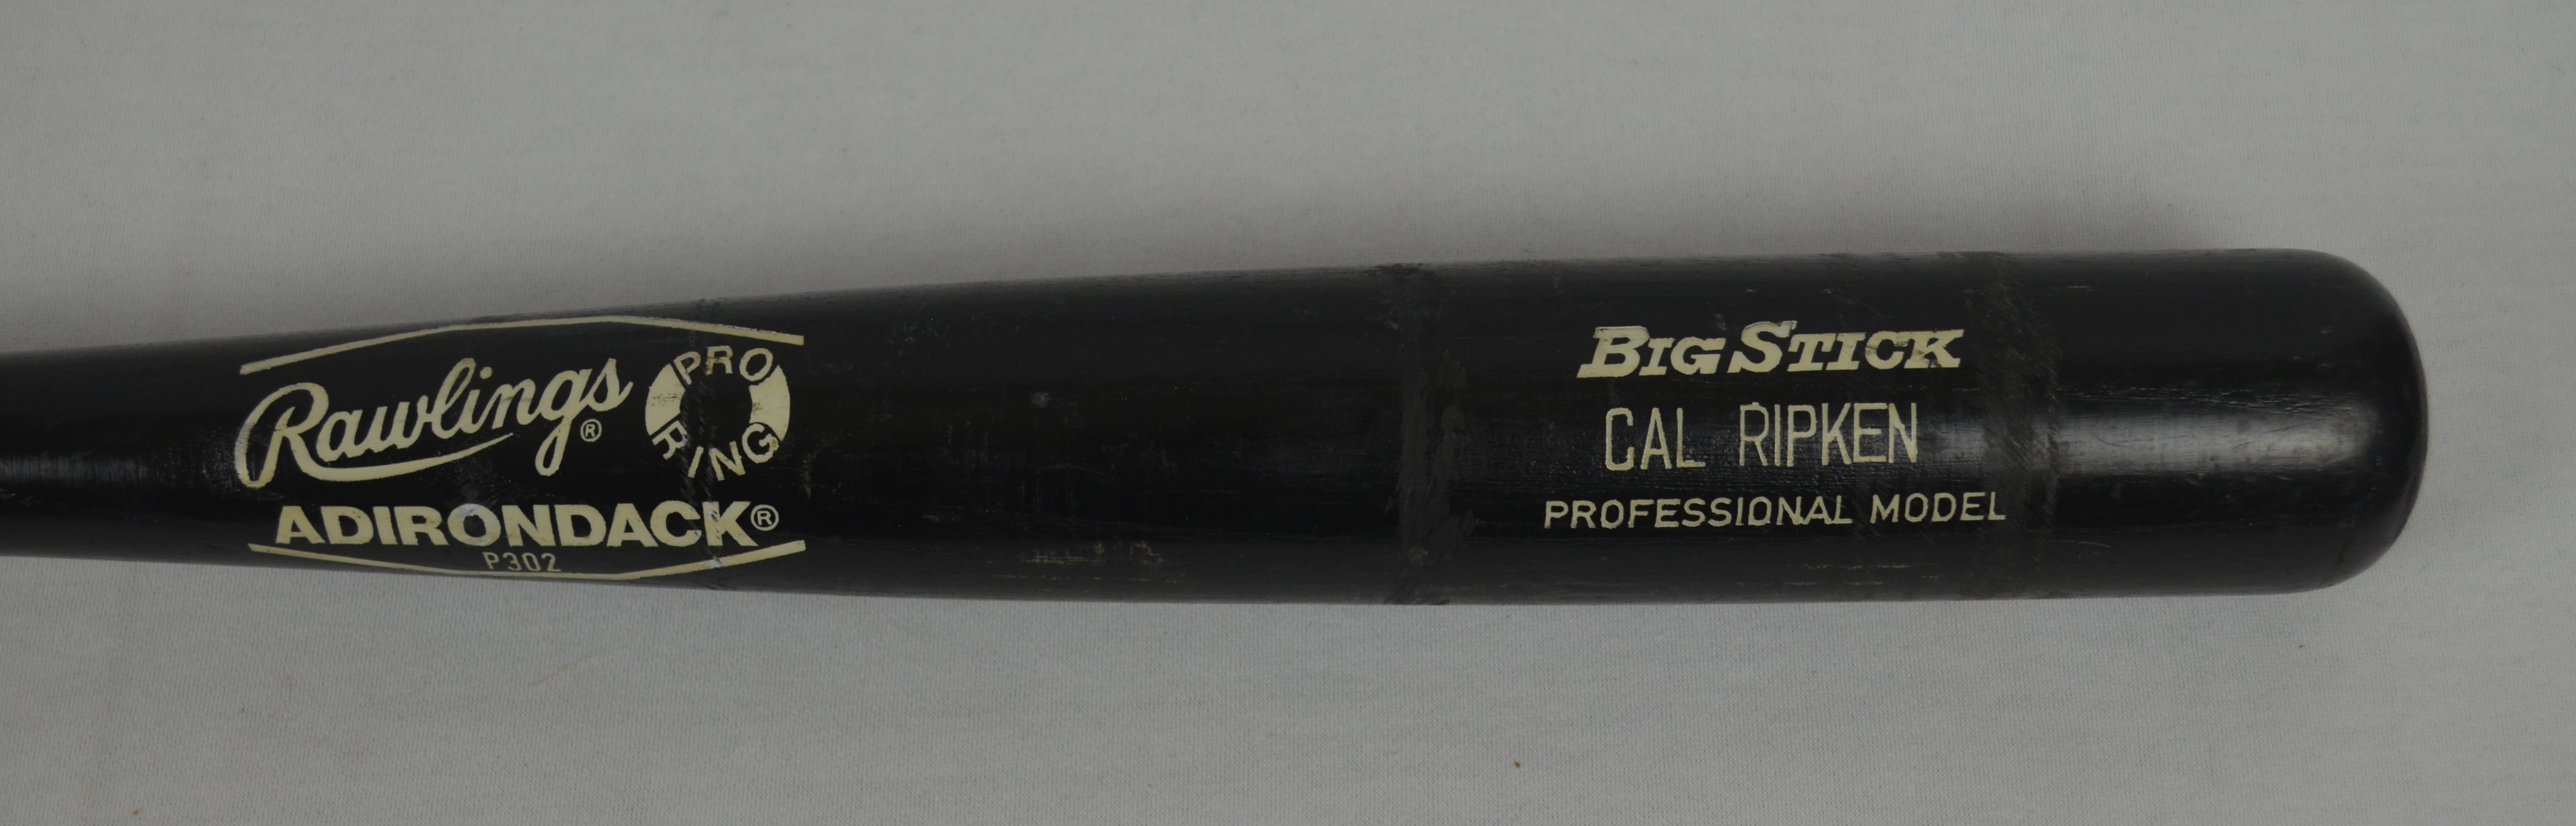 Rawlings®
PRO
RING
ADIRONDACK®
P302
BIG STICK
CAL RIPKEN
PROFESSIONAL MODEL